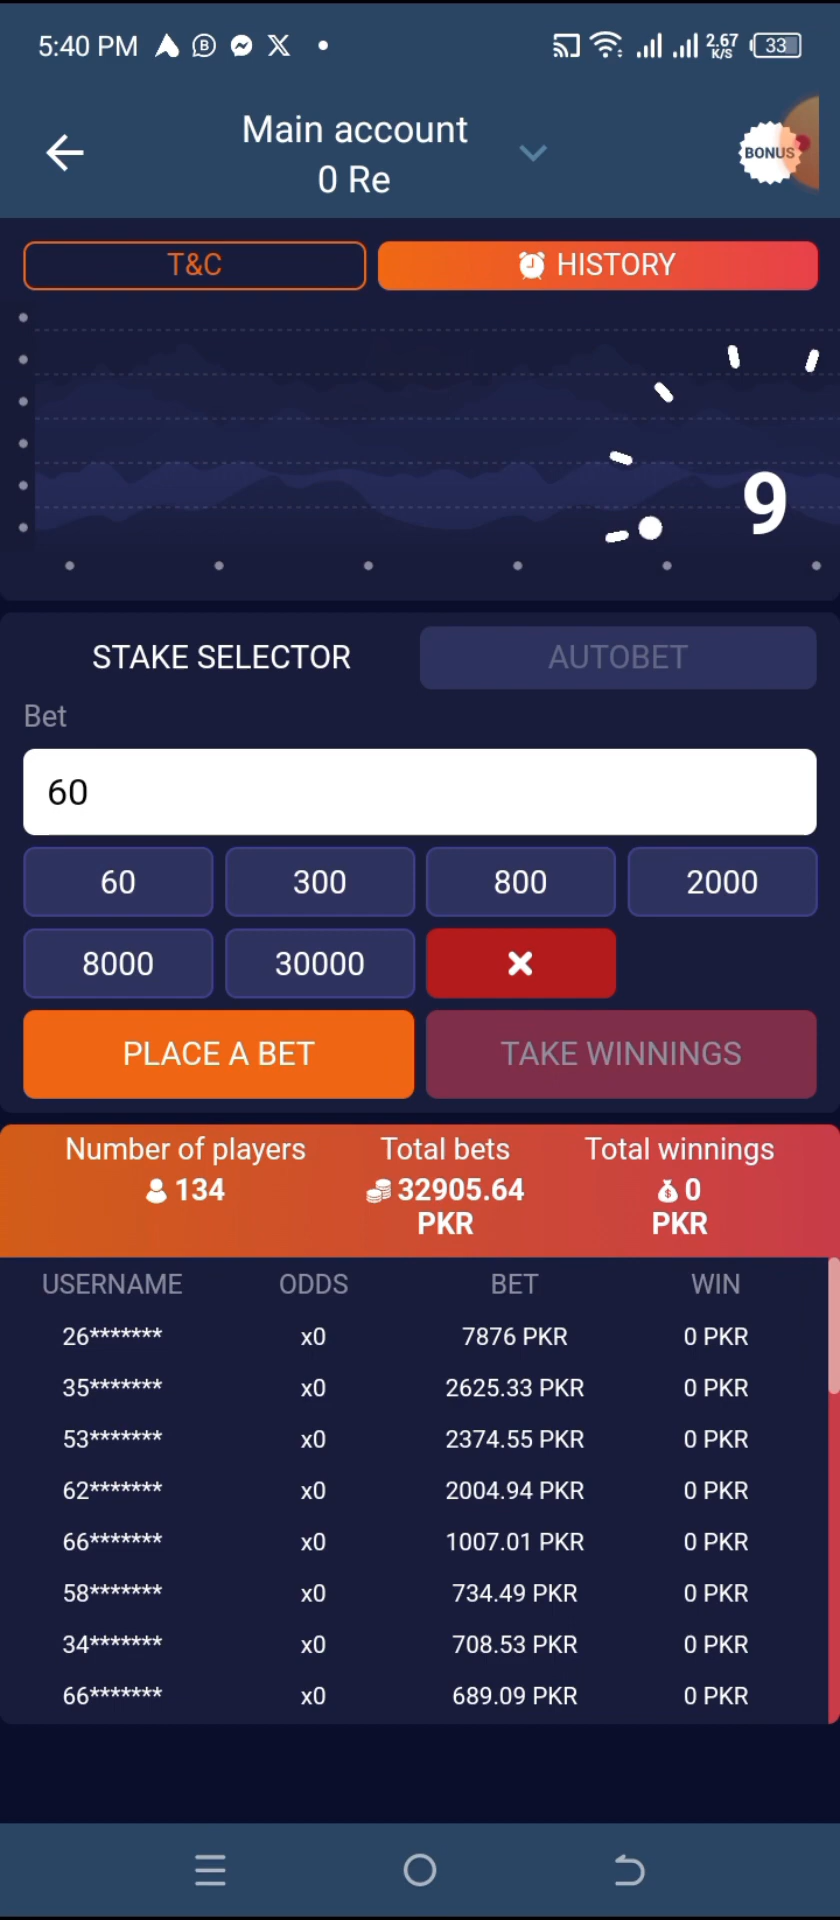 5:40 PM
2.67
K/S
33
Main account
0 Re
BONUS
T&C
HISTORY
9
STAKE SELECTOR
AUTOBET
Bet
60
60 300 800 2000
8000 30000
PLACE A BET
TAKE WINNINGS
Number of players Total bets Total winnings
134 32905.64 0
PKR PKR
USERNAME ODDS BET WIN
26******* x0 7876 PKR 0 PKR
35******* x0 2625.33 PKR 0 PKR
53******* x0 2374.55 PKR 0 PKR
62******* x0 2004.94 PKR 0 PKR
66******* x0 1007.01 PKR 0 PKR
58******* x0 734.49 PKR 0 PKR
34******* x0 708.53 PKR 0 PKR
66******* x0 689.09 PKR 0 PKR